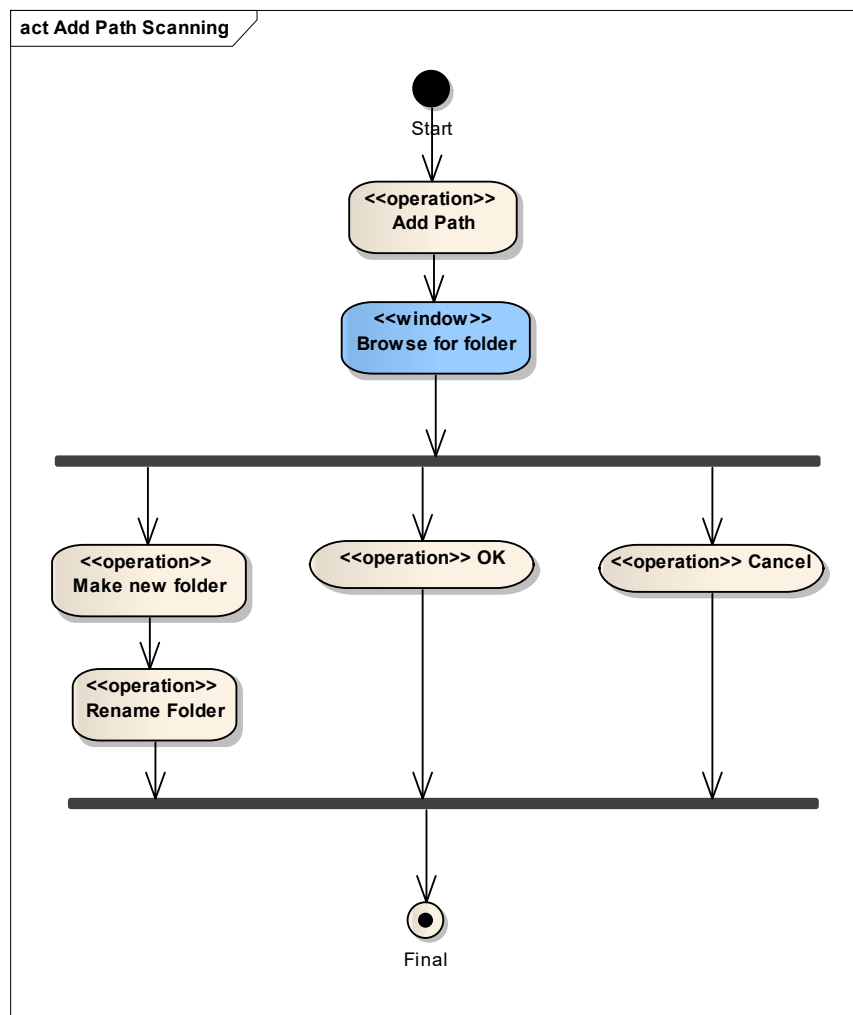 act Add Path Scanning
Start
<<operation>>
Add Path
<<window>>
Browse for folder
<<operation>>
Make new folder
<<operation>> OK
<<operation>> Cancel
<<operation>>
Rename Folder
Final